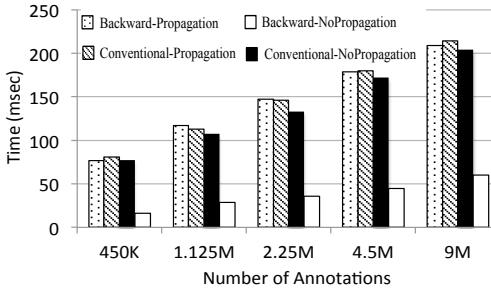 250
200
150
100
50
0
Time (msec)
Backward-Propagation
Backward-NoPropagation
Conventional-Propagation
Conventional-NoPropagation
450K 1.125M 2.25M 4.5M 9M
Number of Annotations